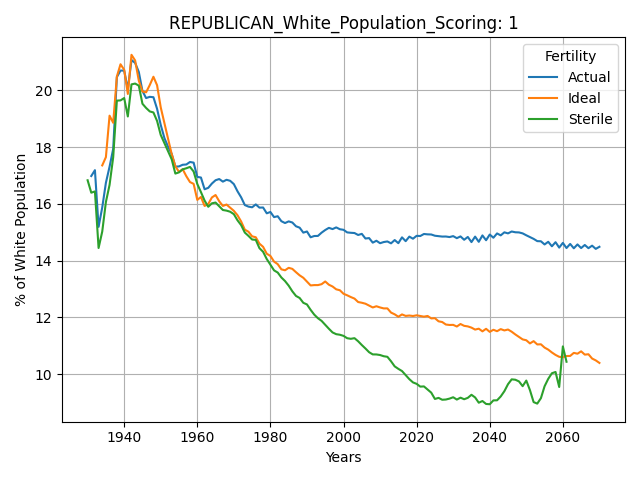 REPUBLICAN_White_Population_Scoring: 1
Fertility
Actual
Ideal
Sterile
% of White Population
20
18
16
14
12
10
1940 1960 1980 2000 2020 2040 2060
Years